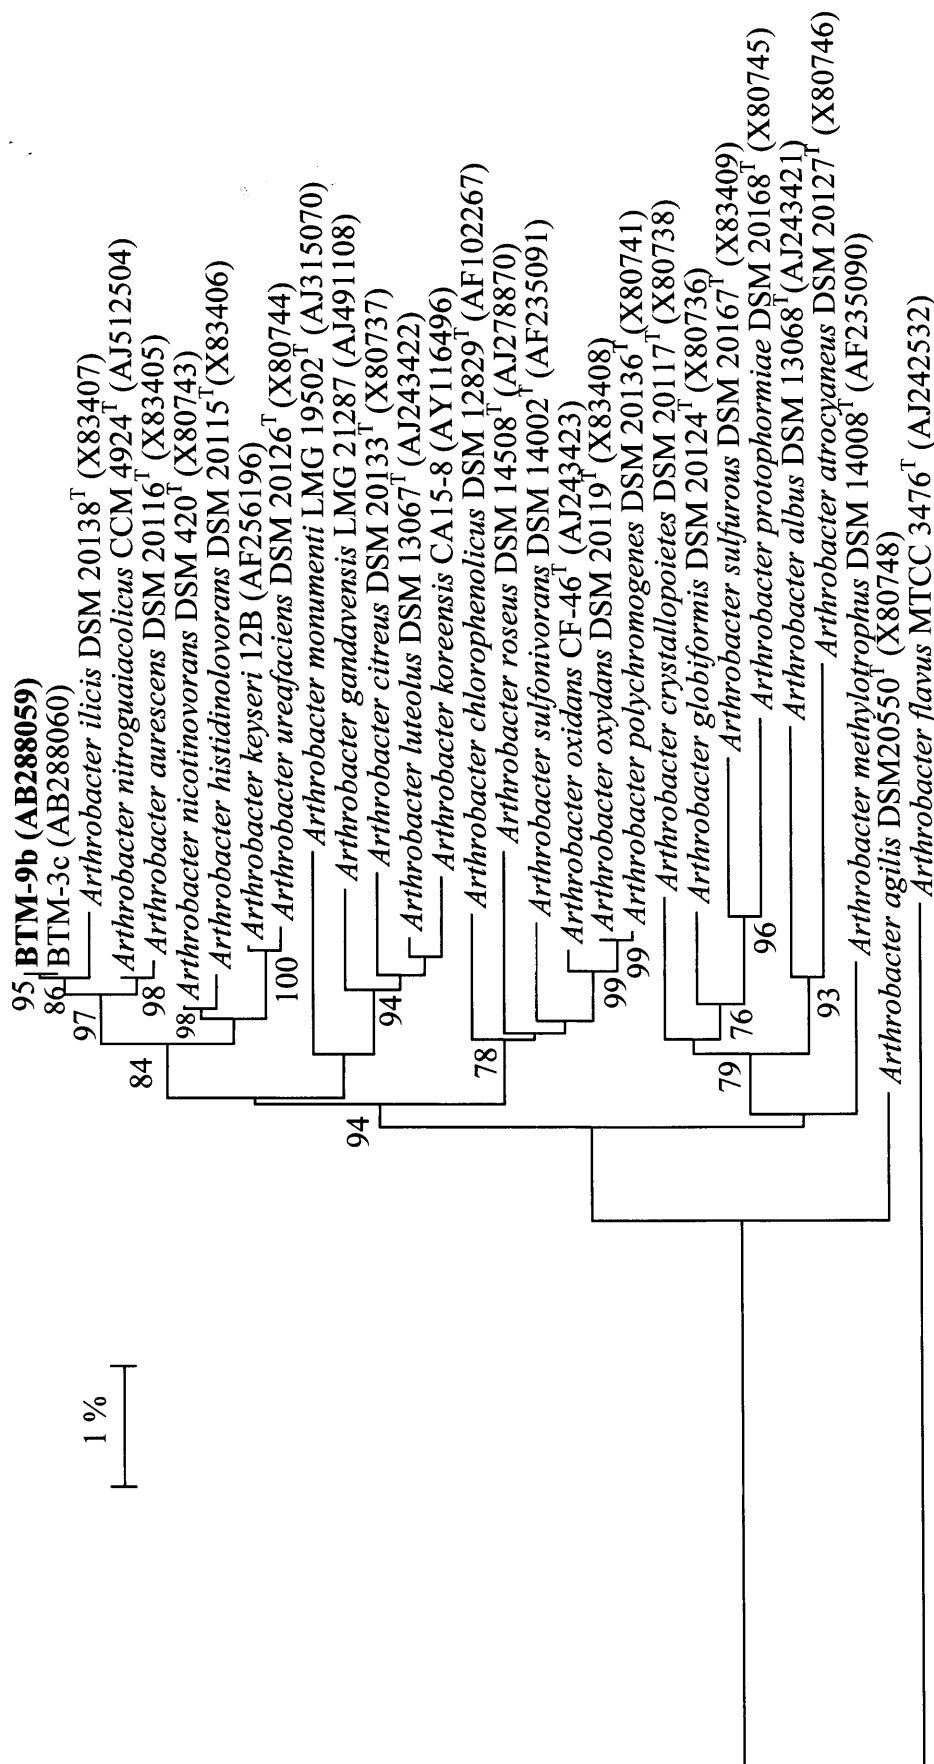 BTM-9b (AB288059)
BTM-3c (AB288060)
Arthrobacter ilicis DSM 20138T (X83407)
Arthrobacter nitroguaiacolicus CCM 4924T (AJ512504)
Arthrobacter aurescens DSM 20116T (X83405)
Arthrobacter nicotinovorans DSM 420T (X80743)
Arthrobacter histidinolovorans DSM 20115T (X83406)
Arthrobacter keyseri 12B (AF256196)
Arthrobacter ureafaciens DSM 20126T (X80744)
Arthrobacter monumenti LMG 19502T (AJ315070)
Arthrobacter gandavensis LMG 21287 (AJ491108)
Arthrobacter citreus DSM 20133T (X80737)
Arthrobacter luteolus DSM 13067T (AJ243422)
Arthrobacter koreensis CA15-8 (AY116496)
Arthrobacter chlorophenolicus DSM 12829T (AF102267)
Arthrobacter roseus DSM 14508T (AJ278870)
Arthrobacter sulfonivorans DSM 14002T (AF235091)
Arthrobacter oxidans CF-46T (AJ243423)
Arthrobacter oxydans DSM 20119T (X83408)
Arthrobacter polychromogenes DSM 20136T (X80741)
Arthrobacter crystallopoietes DSM 20117T (X80738)
Arthrobacter globiformis DSM 20124T (X80736)
Arthrobacter sulfurous DSM 20167T (X83409)
Arthrobacter protophormiae DSM 20168T (X80745)
Arthrobacter albus DSM 13068T (AJ243421)
Arthrobacter atrocyaneus DSM 20127T (X80746)
Arthrobacter methylotrophus DSM 14008T (AF235090)
Arthrobacter agilis DSM20550T (X80748)
Arthrobacter flavus MTCC 3476T (AJ242532)
95
86
97
98
84
98
100
94
94
78
99
99
76
96
79
93
1 %